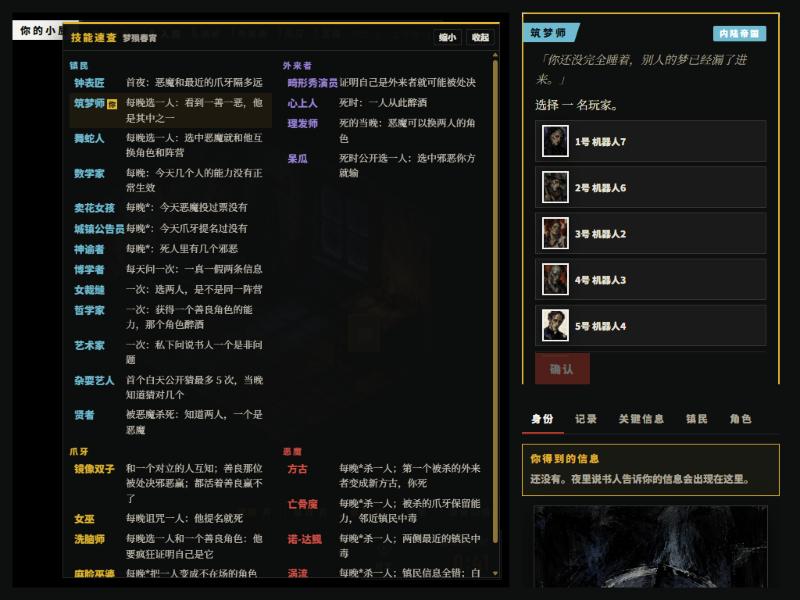 你的小屋
技能速查 梦殒春宵
缩小
收起
镇民
钟表匠 首夜：恶魔和最近的爪牙隔多远
筑梦师 你 每晚选一人：看到一善一恶，他
是其中之一
舞蛇人 每晚选一人：选中恶魔就和他互
换角色和阵营
数学家 每晚：今天几个人的能力没有正
常生效
卖花女孩 每晚*：今天恶魔投过票没有
城镇公告员 每晚*：今天爪牙提名过没有
神谕者 每晚*：死人里有几个邪恶
博学者 每天问一次：一真一假两条信息
女裁缝 一次：选两人，是不是同一阵营
哲学家 一次：获得一个善良角色的能
力，那个角色醉酒
艺术家 一次：私下问说书人一个是非问
题
杂耍艺人 首个白天公开猜最多 5 次，当晚
知道猜对几个
贤者 被恶魔杀死：知道两人，一个是
恶魔
外来者
畸形秀演员 证明自己是外来者就可能被处决
心上人 死时：一人从此醉酒
理发师 死的当晚：恶魔可以换两人的角
色
呆瓜 死时公开选一人：选中邪恶你方
就输
爪牙
镜像双子 和一个对立的人互知；善良那位
被处决邪恶赢；都活着善良赢不
了
女巫 每晚诅咒一人：他提名就死
洗脑师 每晚选一人和一个善良角色：他
要疯狂证明自己是它
麻脸巫婆 每晚*把一人变成不在场的角色
恶魔
方古 每晚*杀一人；第一个被杀的外来
者变成新方古，你死
亡骨魔 每晚*杀一人；被杀的爪牙保留能
力，邻近镇民中毒
诺-达鲺 每晚*杀一人；两侧最近的镇民中
毒
涡流 每晚*杀一人；镇民信息全错；白
筑梦师
内陆帝国
「你还没完全睡着，别人的梦已经漏了进
来。」
选择 一 名玩家。
1号 机器人7
2号 机器人6
3号 机器人2
4号 机器人3
5号 机器人4
确认
身份 记录 关键信息 镇民 角色
你得到的信息
还没有。夜里说书人告诉你的信息会出现在这里。